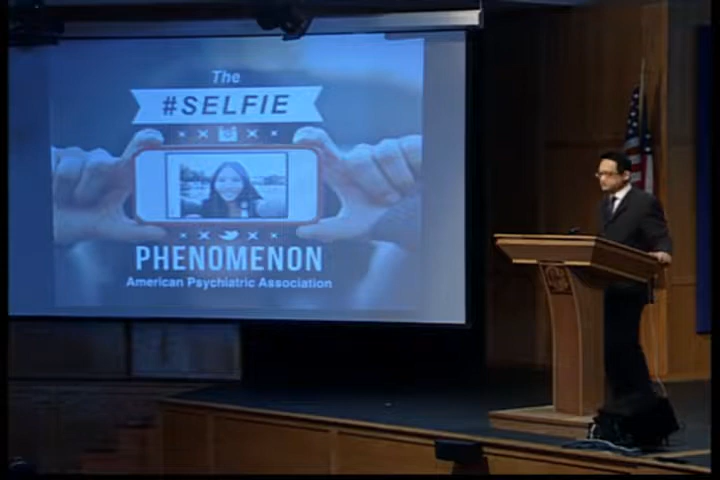 The
#SELFIE
PHENOMENON
American Psychiatric Association